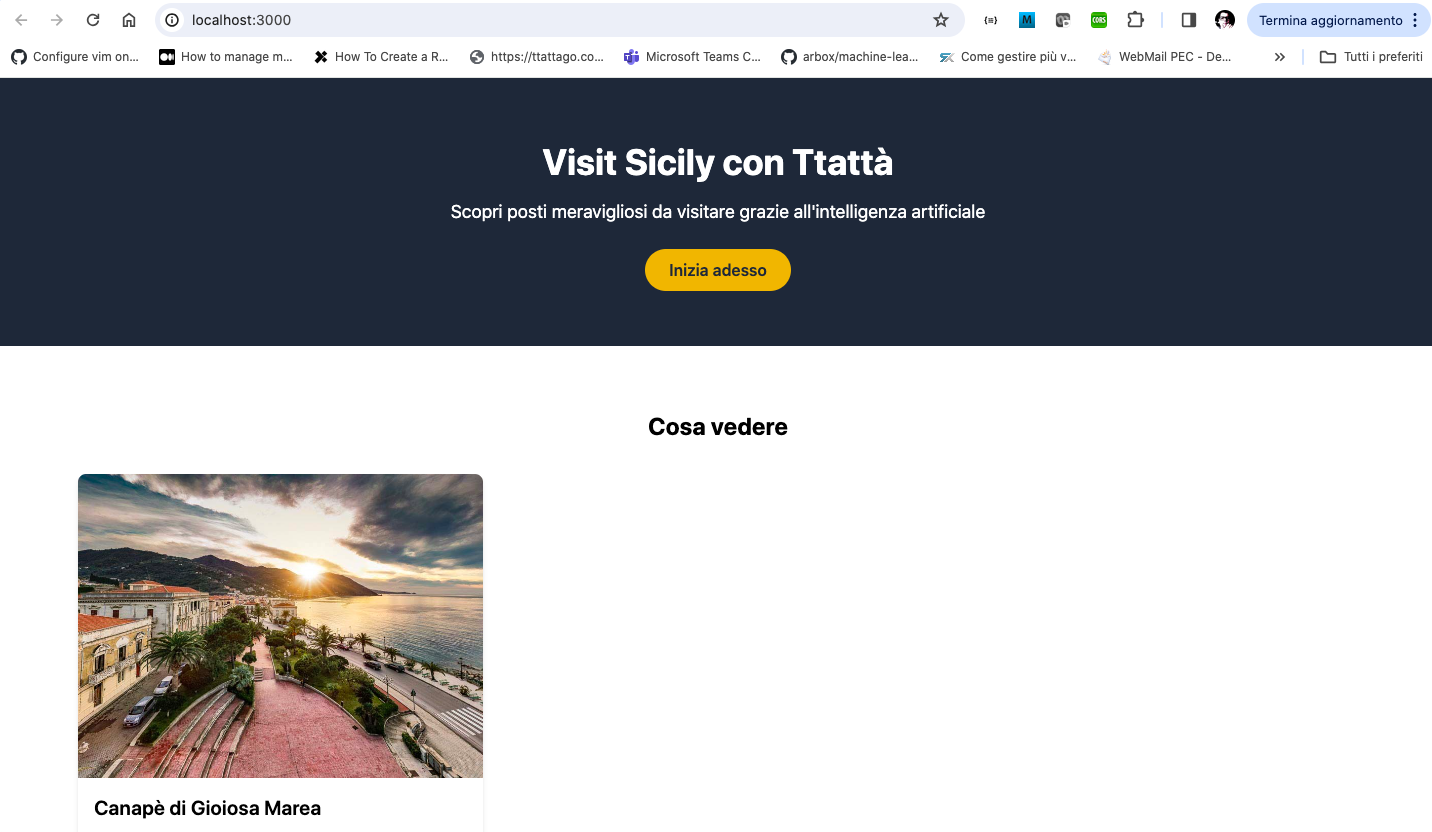 localhost:3000
Termina aggiornamento
Configure vim on... How to manage m... How To Create a R... https://ttattago.co... Microsoft Teams C... arbox/machine-lea... Come gestire più v... WebMail PEC - De... Tutti i preferiti
Visit Sicily con Ttattà
Scopri posti meravigliosi da visitare grazie all'intelligenza artificiale
Inizia adesso
Cosa vedere
Canapè di Gioiosa Marea